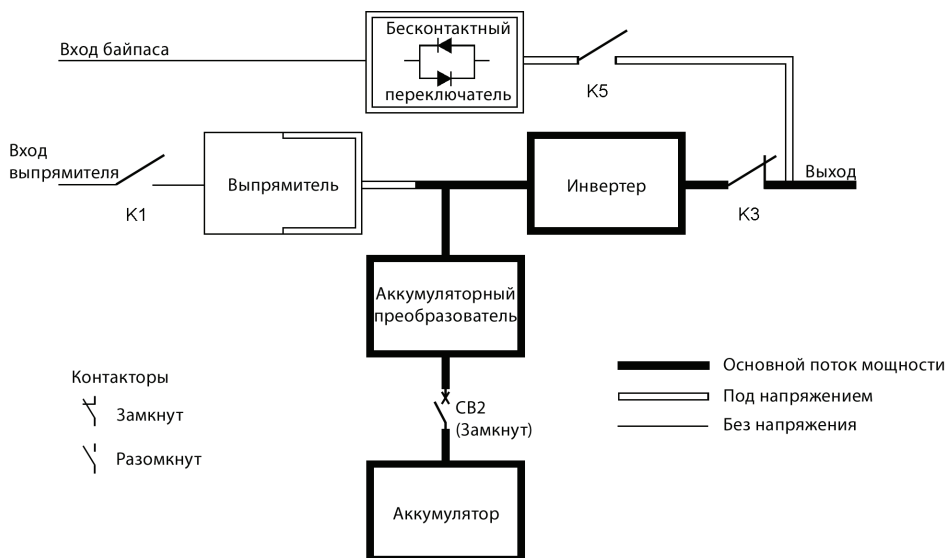 Бесконтактный
переключатель
Вход байпаса
K5
Вход
выпрямителя
K1
Выпрямитель
Инвертер
K3
Выход
Аккумуляторный
преобразователь
Контакторы
Замкнут
Разомкнут
CB2
(Замкнут)
Аккумулятор
Основной поток мощности
Под напряжением
Без напряжения